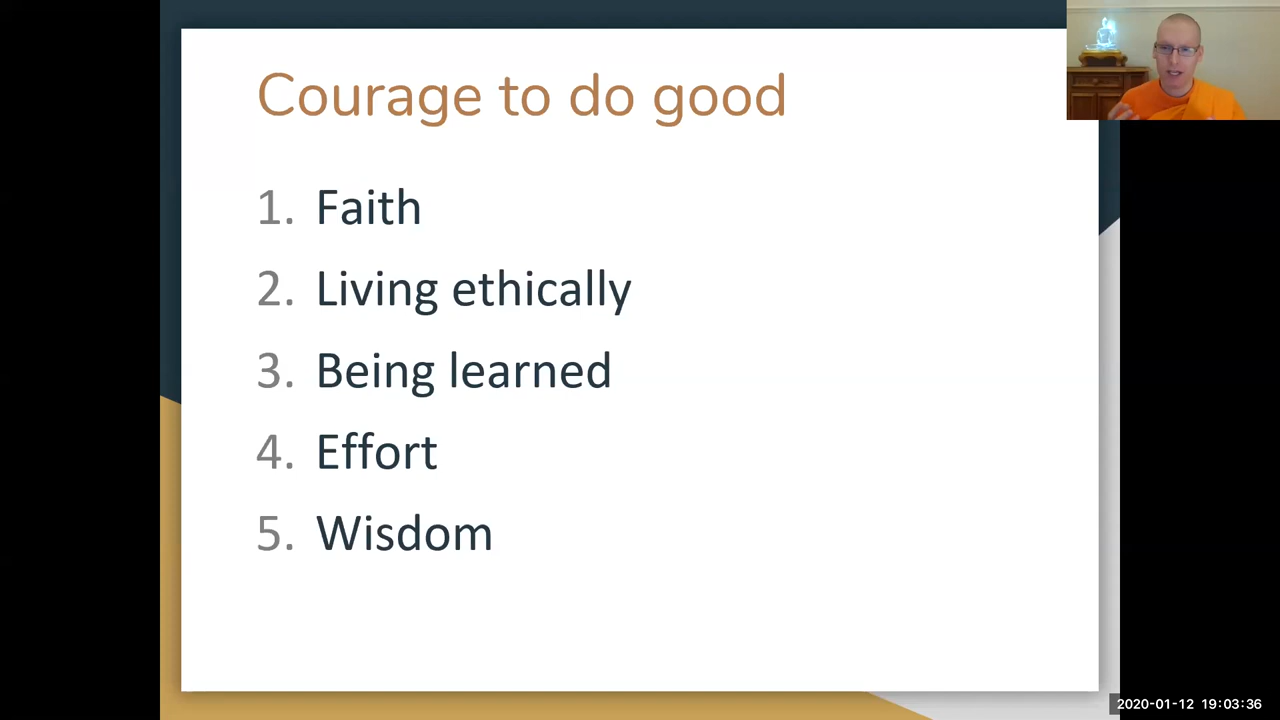 Courage to do good
1. Faith
2. Living ethically
3. Being learned
4. Effort
5. Wisdom
2020-01-12 19:03:36